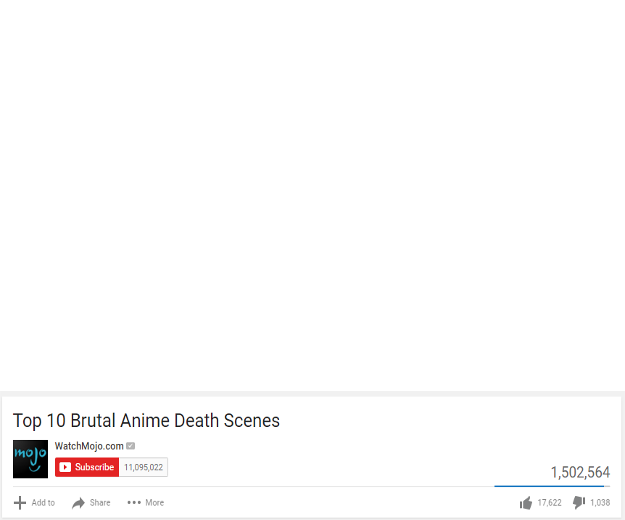 Top 10 Brutal Anime Death Scenes
mojo
WatchMojo.com
Subscribe 11,095,022
1,502,564
Add to Share More 17,622 1,038